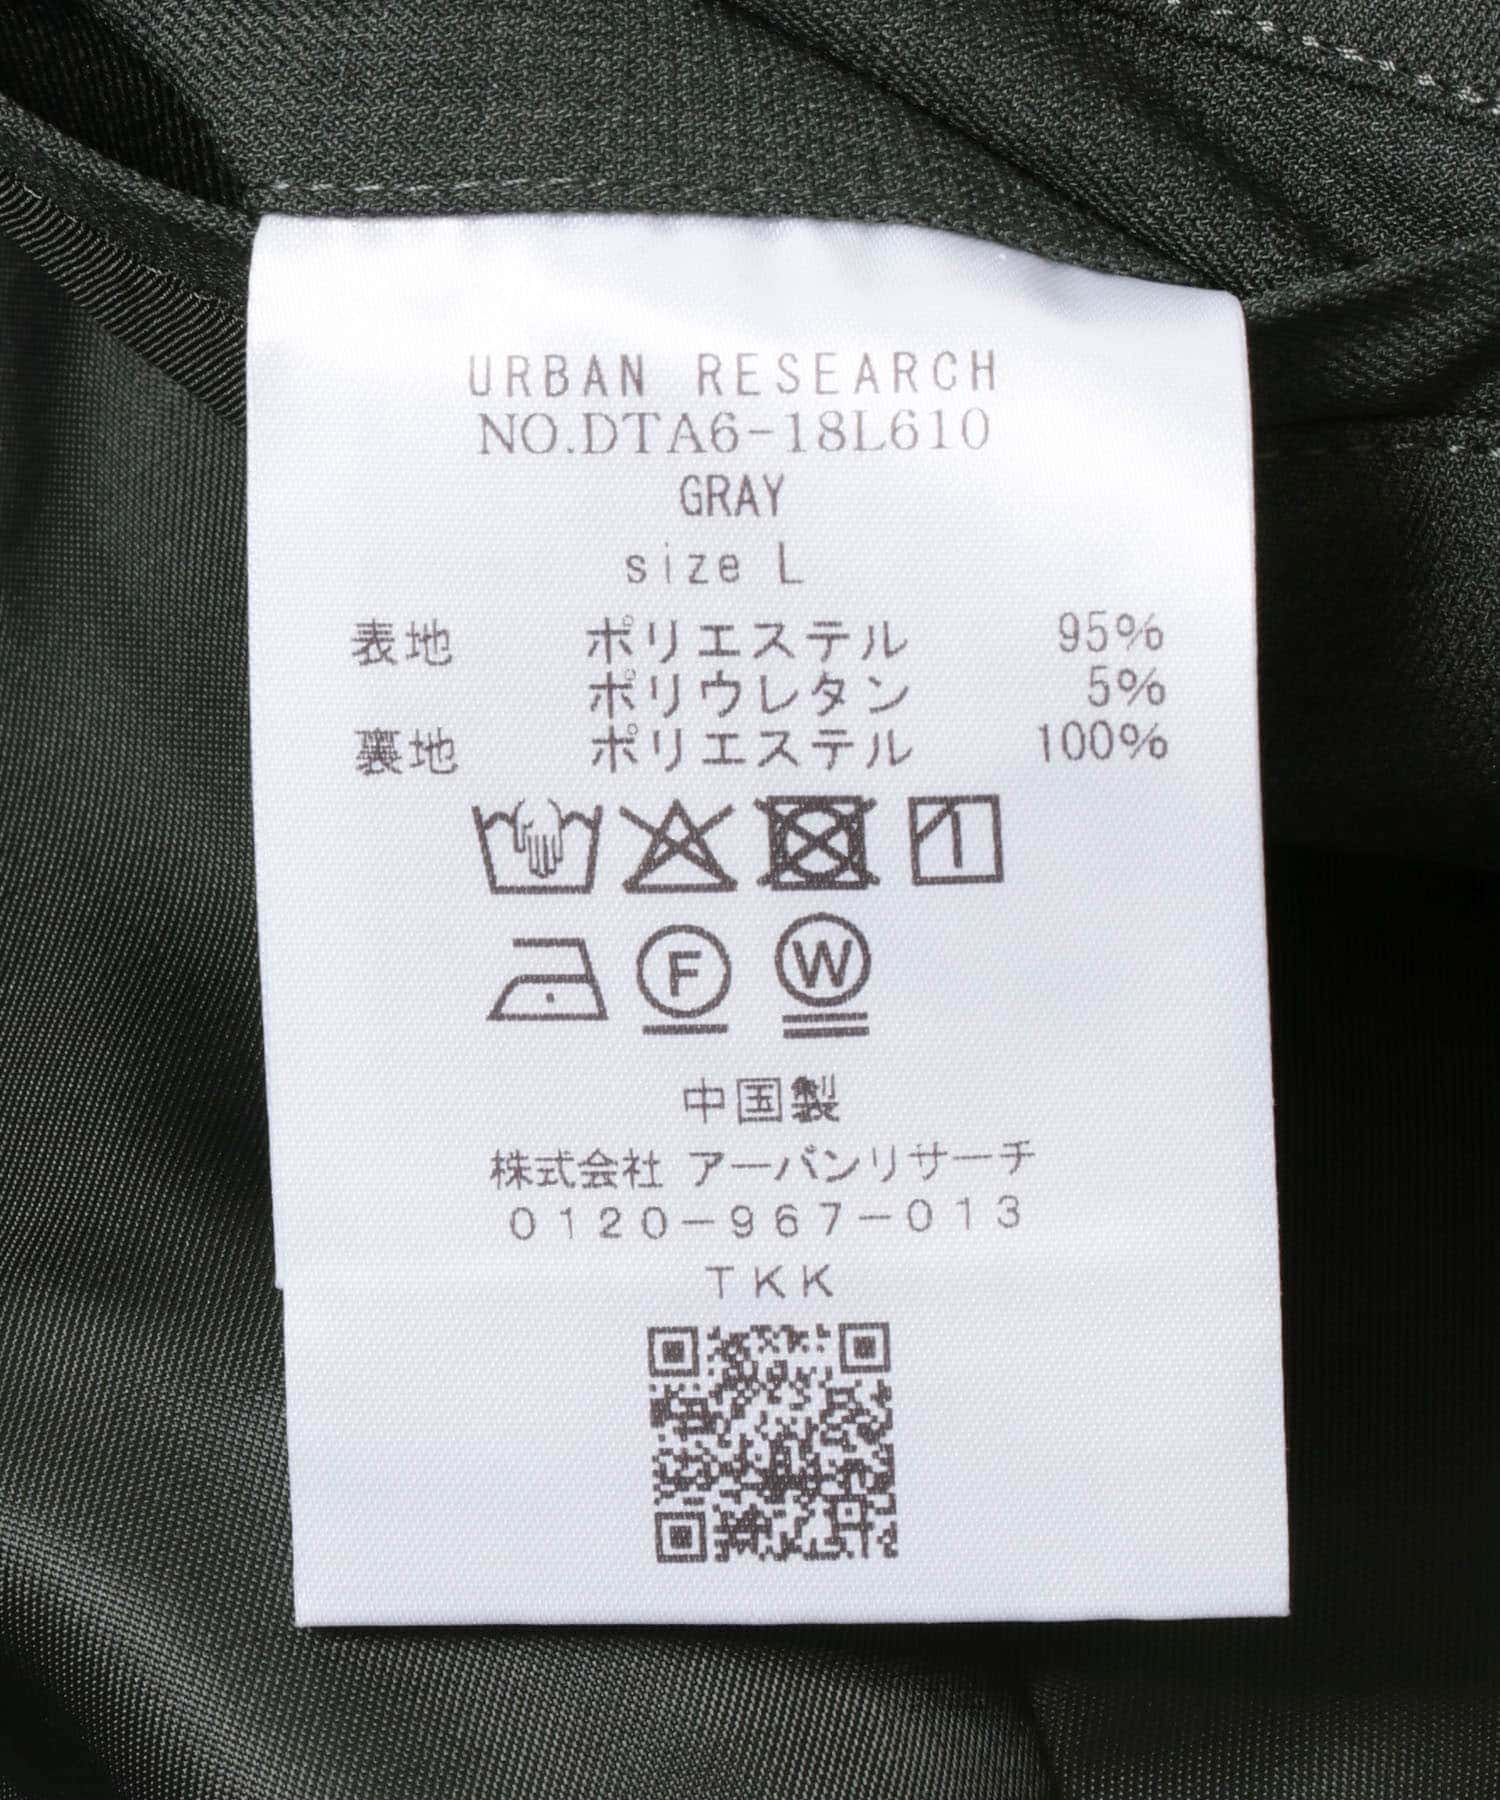 URBAN RESEARCH
NO.DTA6-18L610
GRAY
size L
表地 ポリエステル 95%
ポリウレタン 5%
裏地 ポリエステル 100%
F W
中国製
株式会社 アーバンリサーチ
0120-967-013
TKK